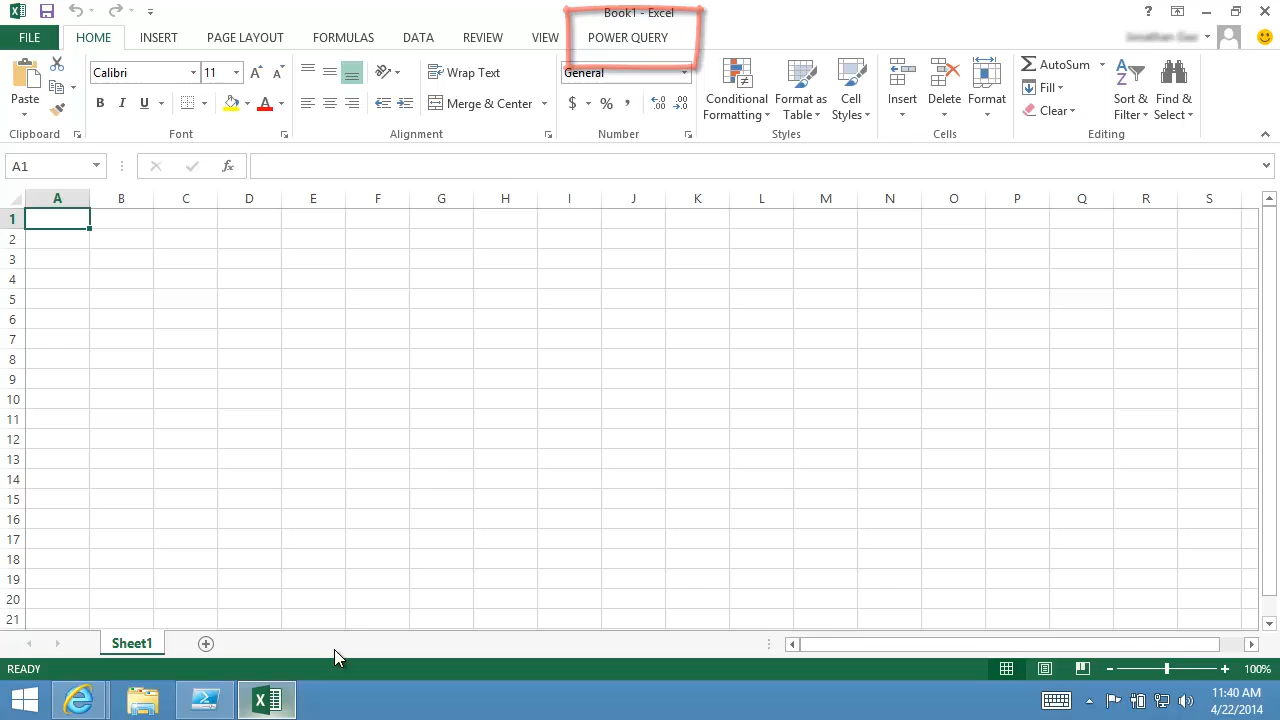 Book1 - Excel
FILE HOME INSERT PAGE LAYOUT FORMULAS DATA REVIEW VIEW POWER QUERY
Calibri 11 Wrap Text General AutoSum
Paste Conditional Formatting Format as Table Cell Styles Insert Delete Format Fill Sort & Filter Find & Select
B I U Merge & Center $ % , Clear
Clipboard Font Alignment Number Styles Cells Editing
A1 fx
A B C D E F G H I J K L M N O P Q R S
1
2
3
4
5
6
7
8
9
10
11
12
13
14
15
16
17
18
19
20
21
Sheet1
READY 100%
11:40 AM
4/22/2014